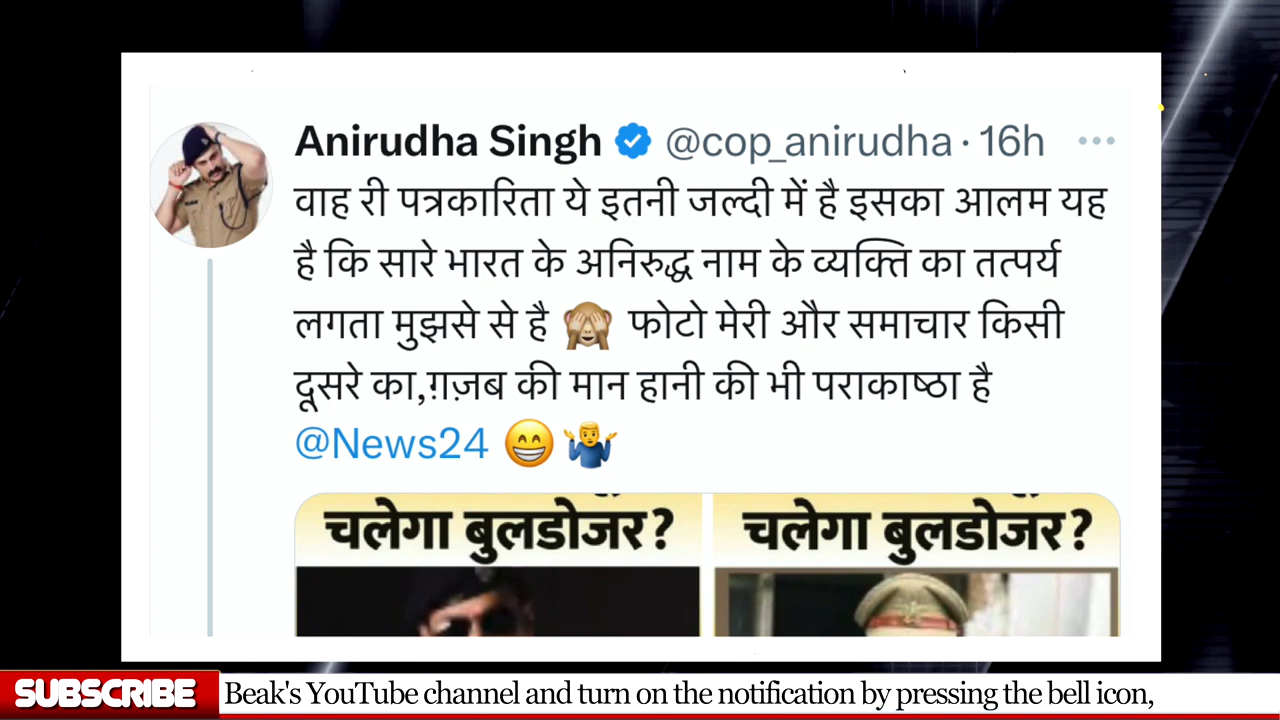 Anirudha Singh @cop_anirudha · 16h ...
वाह री पत्रकारिता ये इतनी जल्दी में है इसका आलम यह
है कि सारे भारत के अनिरुद्ध नाम के व्यक्ति का तत्पर्य
लगता मुझसे से है 🙈 फोटो मेरी और समाचार किसी
दूसरे का,ग़ज़ब की मान हानी की भी पराकाष्ठा है
@News24 😁🤷‍♂️
चलेगा बुलडोजर?
चलेगा बुलडोजर?
SUBSCRIBE
Beak's YouTube channel and turn on the notification by pressing the bell icon,